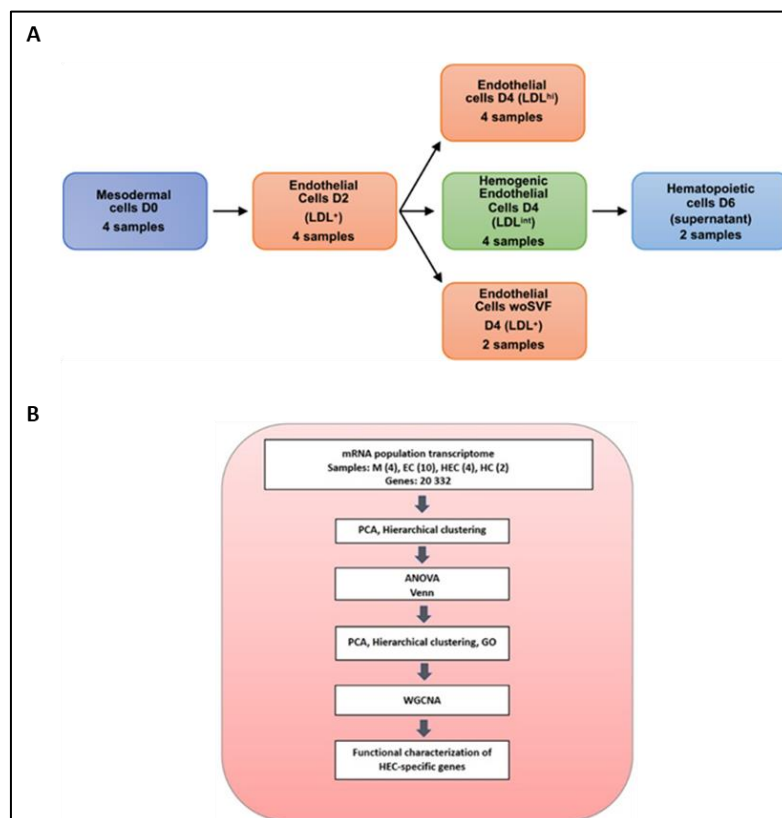 A
Endothelial
cells D4 (LDLʰⁱ)
4 samples
Mesodermal
cells D0
4 samples
Endothelial
Cells D2
(LDL⁺)
4 samples
Hemogenic
Endothelial
Cells D4
(LDLⁱⁿᵗ)
4 samples
Hematopoietic
cells D6
(supernatant)
2 samples
Endothelial
Cells woSVF
D4 (LDL⁺)
2 samples
B
mRNA population transcriptome
Samples: M (4), EC (10), HEC (4), HC (2)
Genes: 20 332
PCA, Hierarchical clustering
ANOVA
Venn
PCA, Hierarchical clustering, GO
WGCNA
Functional characterization of
HEC-specific genes